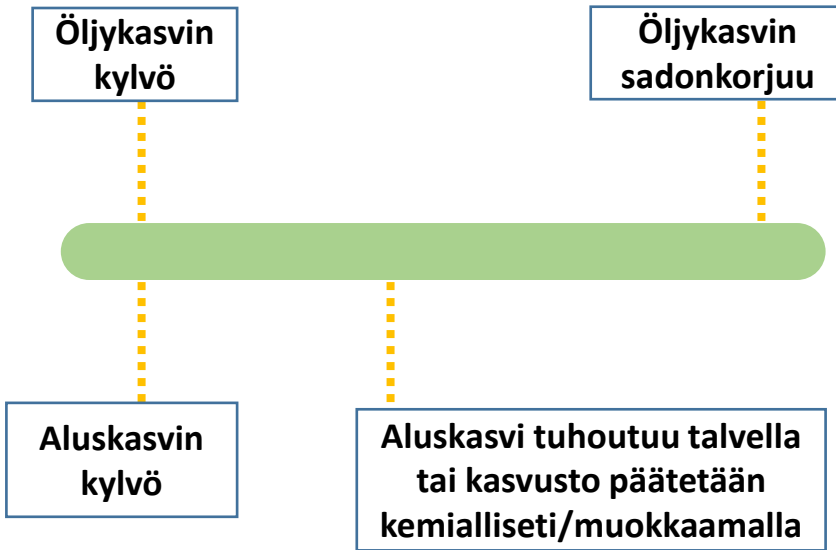 Öljykasvin
kylvö
Öljykasvin
sadonkorjuu
Aluskasvin
kylvö
Aluskasvi tuhoutuu talvella
tai kasvusto päätetään
kemialliseti/muokkaamalla